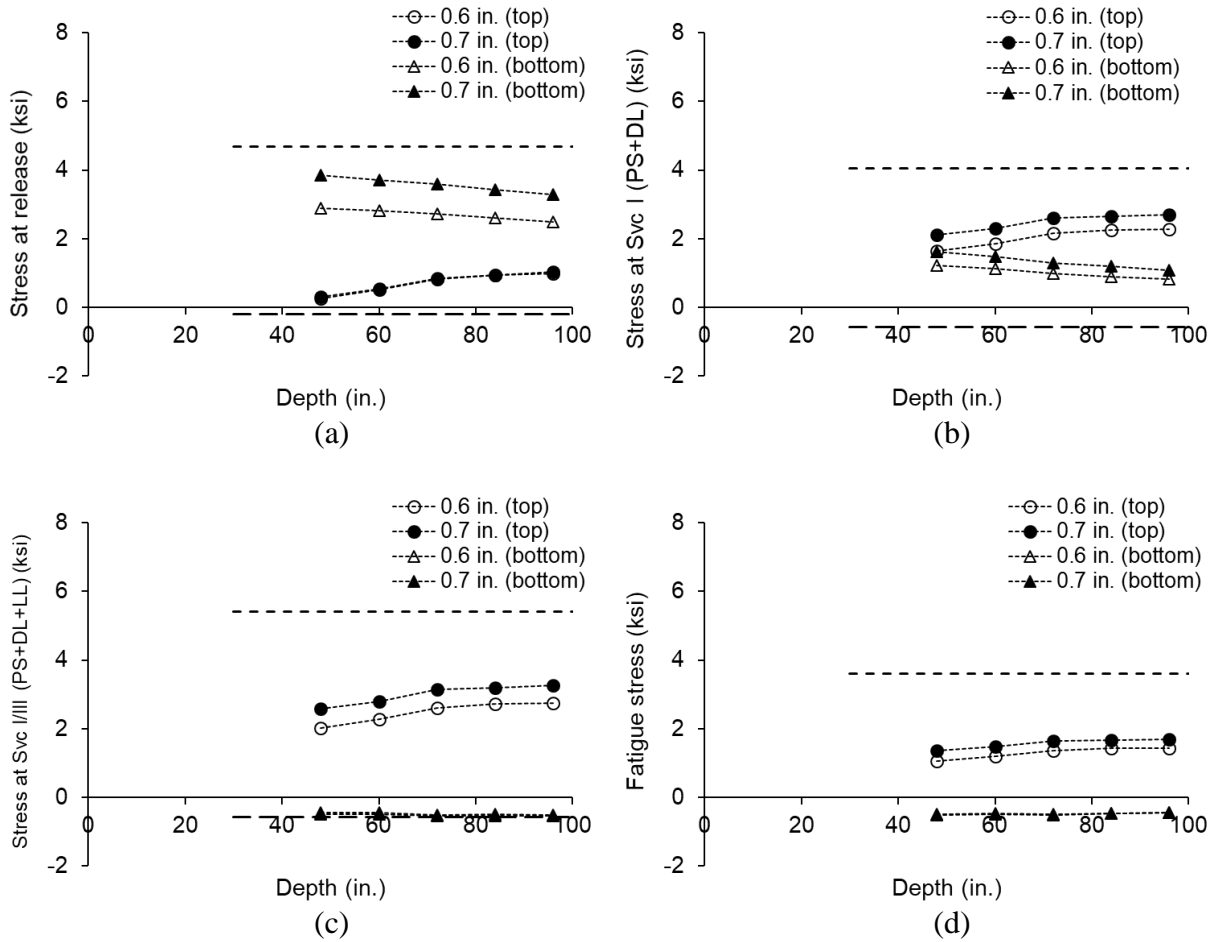 0.6 in. (top)
0.7 in. (top)
0.6 in. (bottom)
0.7 in. (bottom)
Stress at release (ksi)
8
6
4
2
0
-2
0 20 40 60 80 100
Depth (in.)
(a)
0.6 in. (top)
0.7 in. (top)
0.6 in. (bottom)
0.7 in. (bottom)
Stress at Svc I (PS+DL) (ksi)
8
6
4
2
0
-2
0 20 40 60 80 100
Depth (in.)
(b)
0.6 in. (top)
0.7 in. (top)
0.6 in. (bottom)
0.7 in. (bottom)
Stress at Svc I/III (PS+DL+LL) (ksi)
8
6
4
2
0
-2
0 20 40 60 80 100
Depth (in.)
(c)
0.6 in. (top)
0.7 in. (top)
0.6 in. (bottom)
0.7 in. (bottom)
Fatigue stress (ksi)
8
6
4
2
0
-2
0 20 40 60 80 100
Depth (in.)
(d)